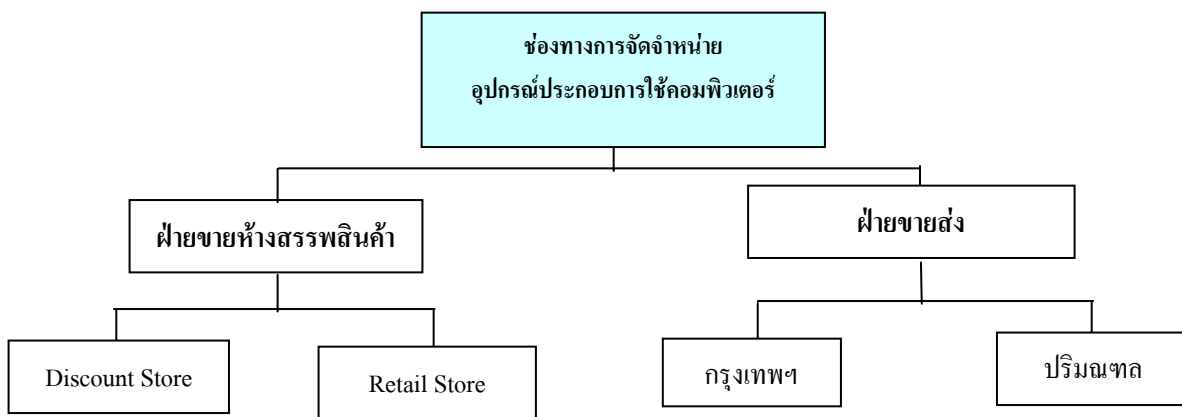 ช่องทางการจัดจำหน่าย
อุปกรณ์ประกอบการใช้คอมพิวเตอร์
ฝ่ายขายห้างสรรพสินค้า
ฝ่ายขายส่ง
Discount Store
Retail Store
กรุงเทพฯ
ปริมณฑล